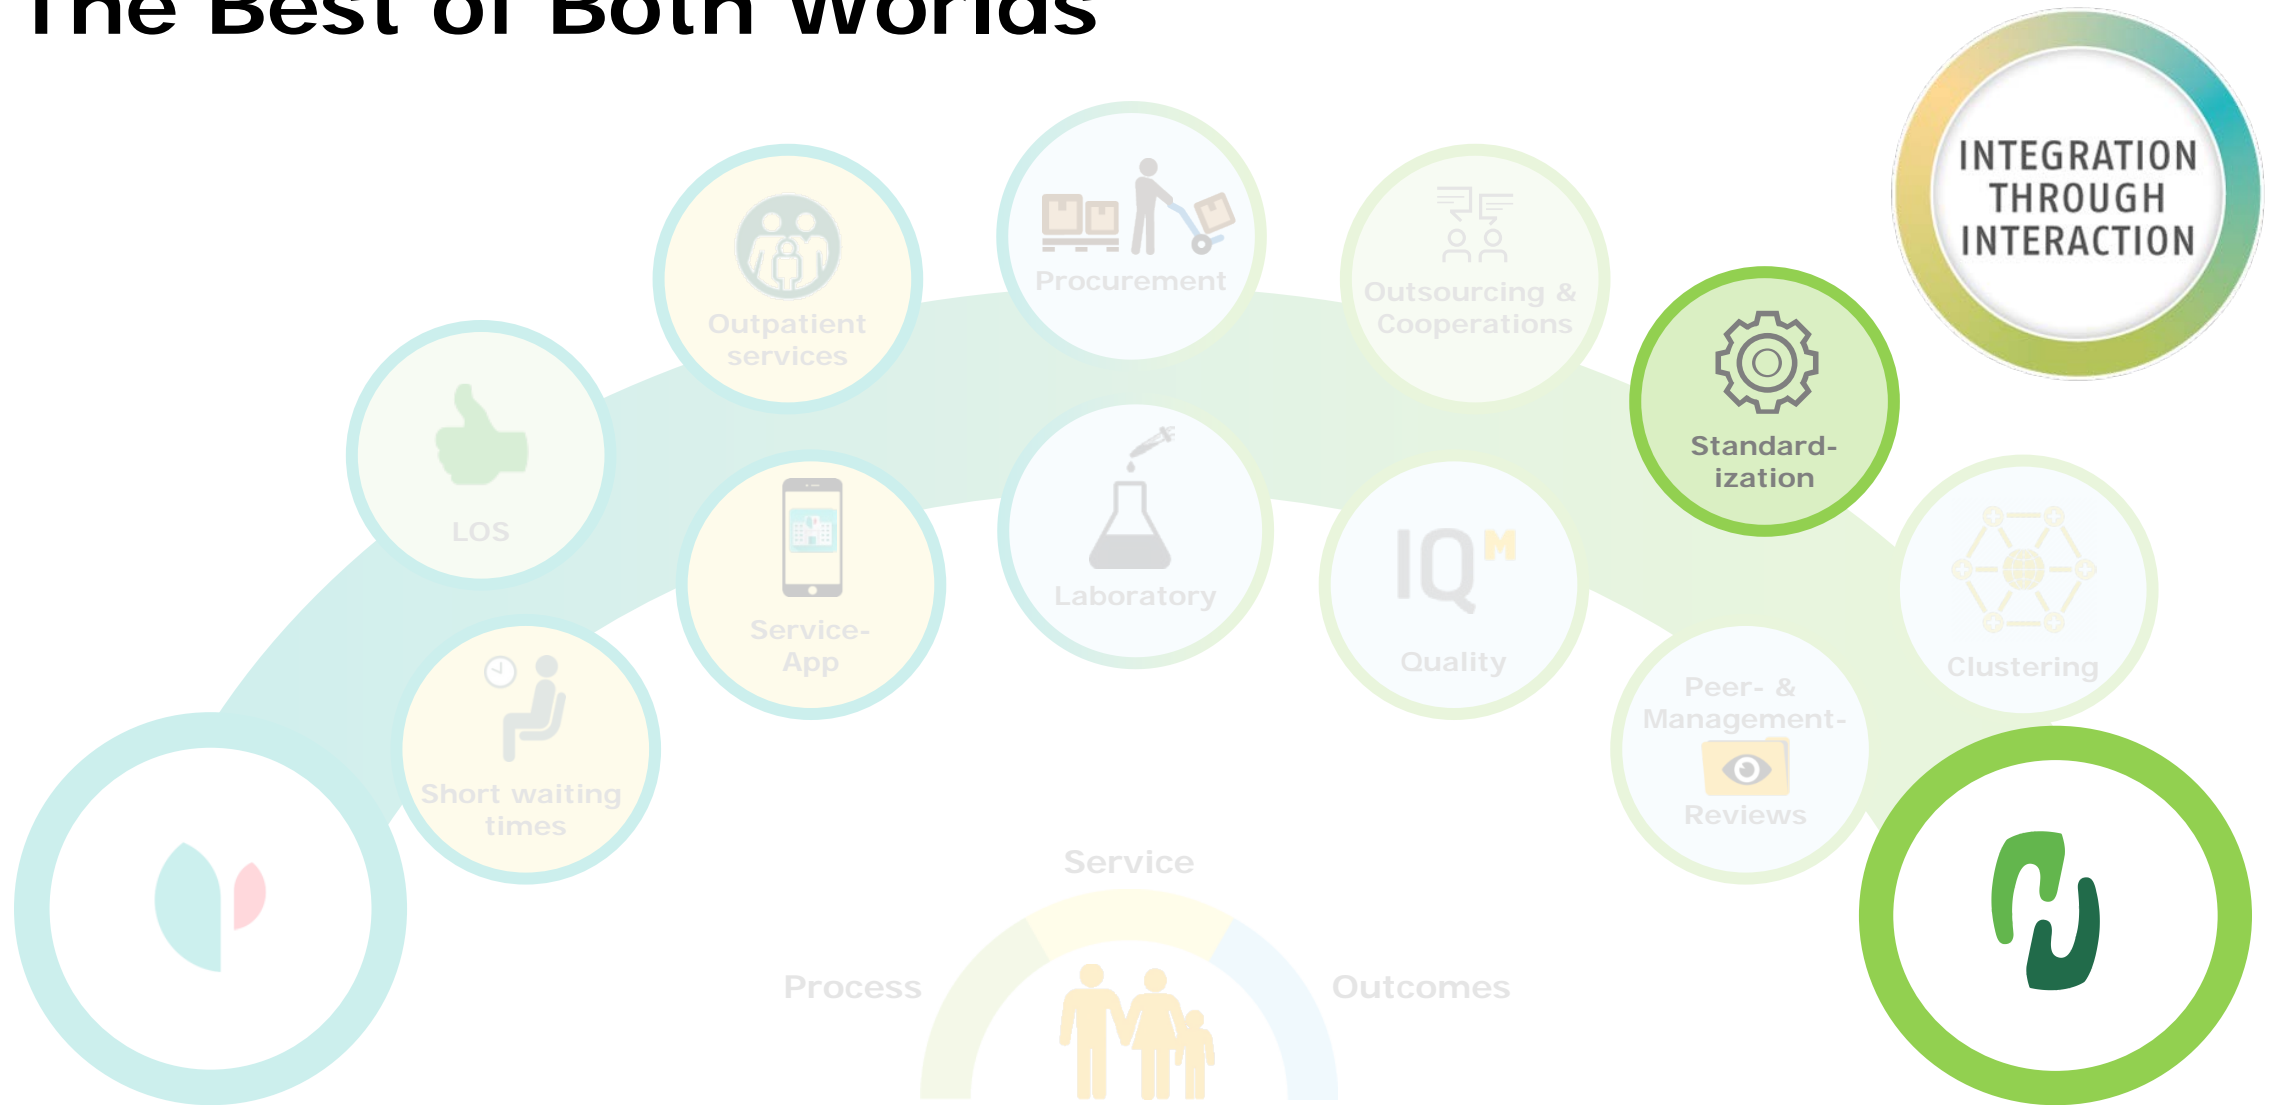 The Best of Both Worlds
INTEGRATION
THROUGH
INTERACTION
Procurement
Outpatient
services
Outsourcing &
Cooperations
Standard-
ization
LOS
Service-
App
Laboratory
IQM
Quality
Clustering
Peer- &
Management-
Reviews
Short waiting
times
Service
Process
Outcomes